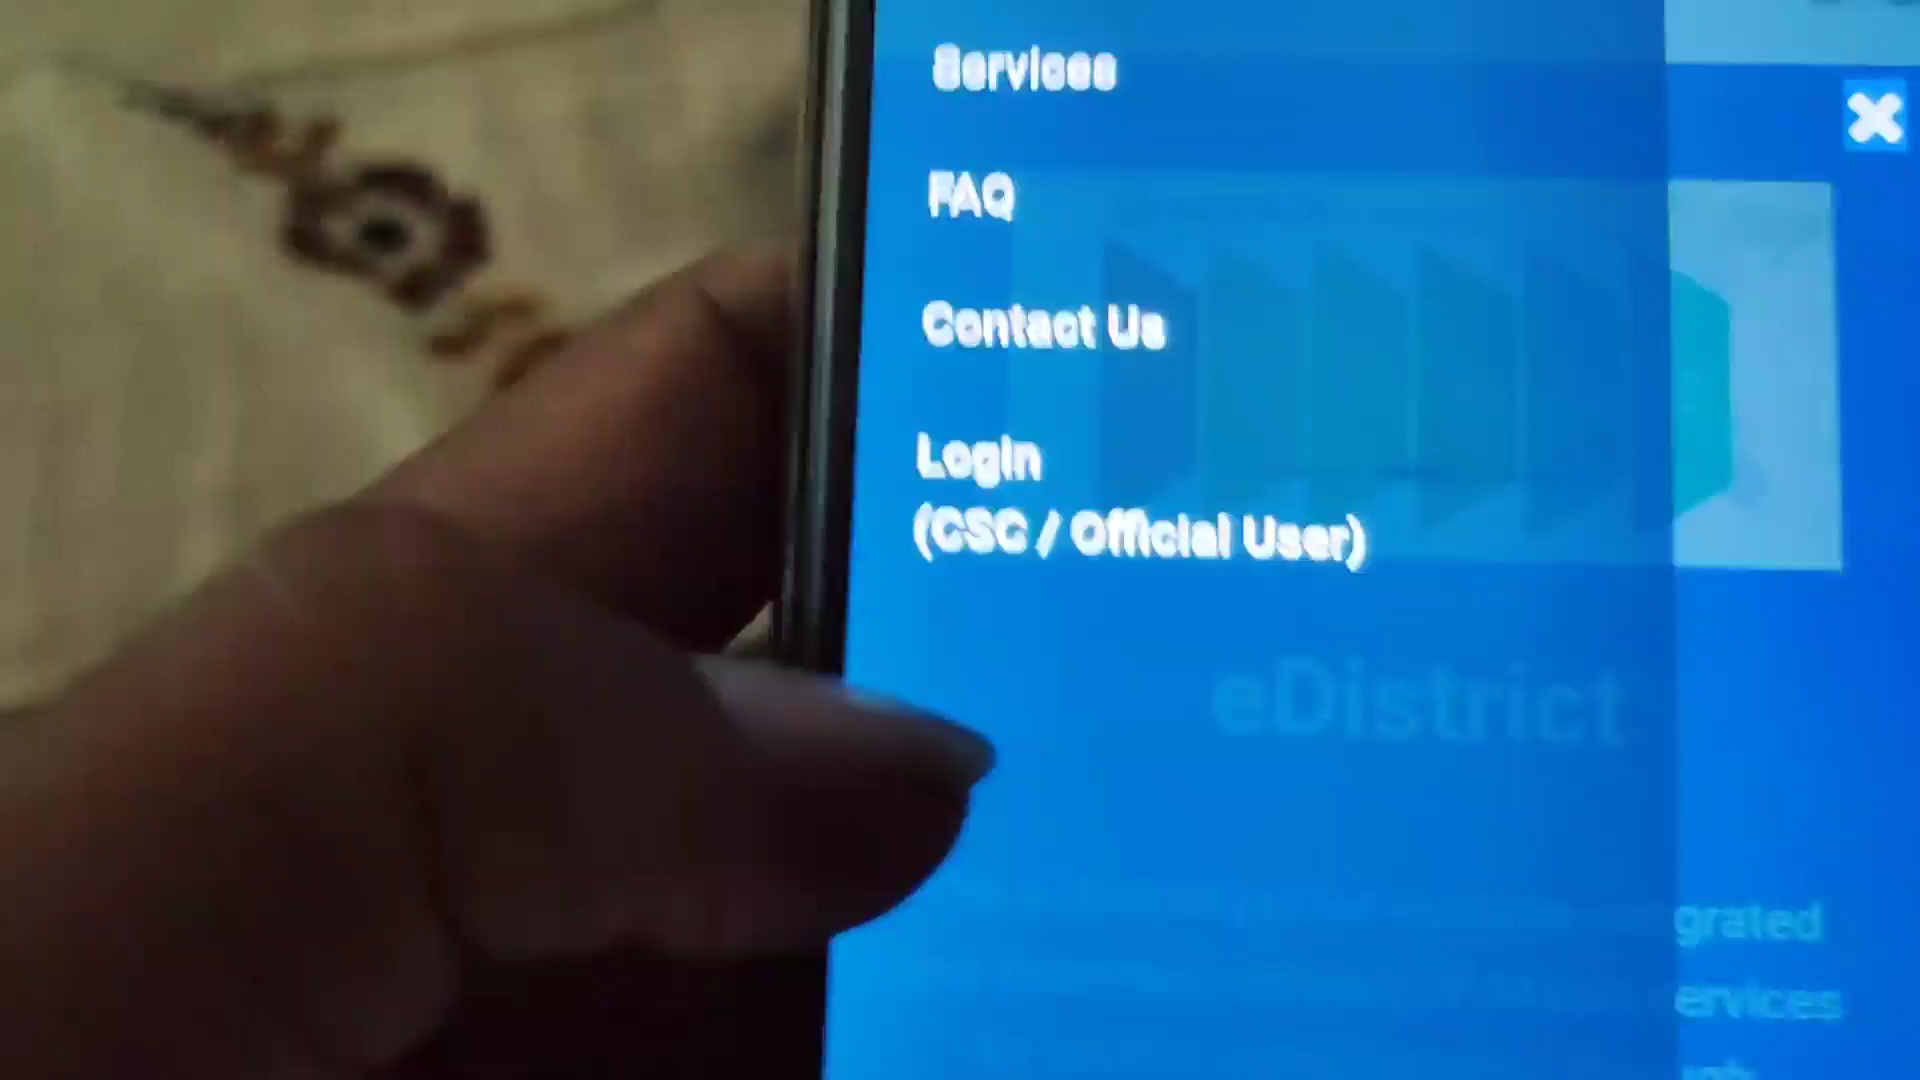 Services
FAQ
Contact Us
Login
(CSC / Official User)
eDistrict
grated
ervices